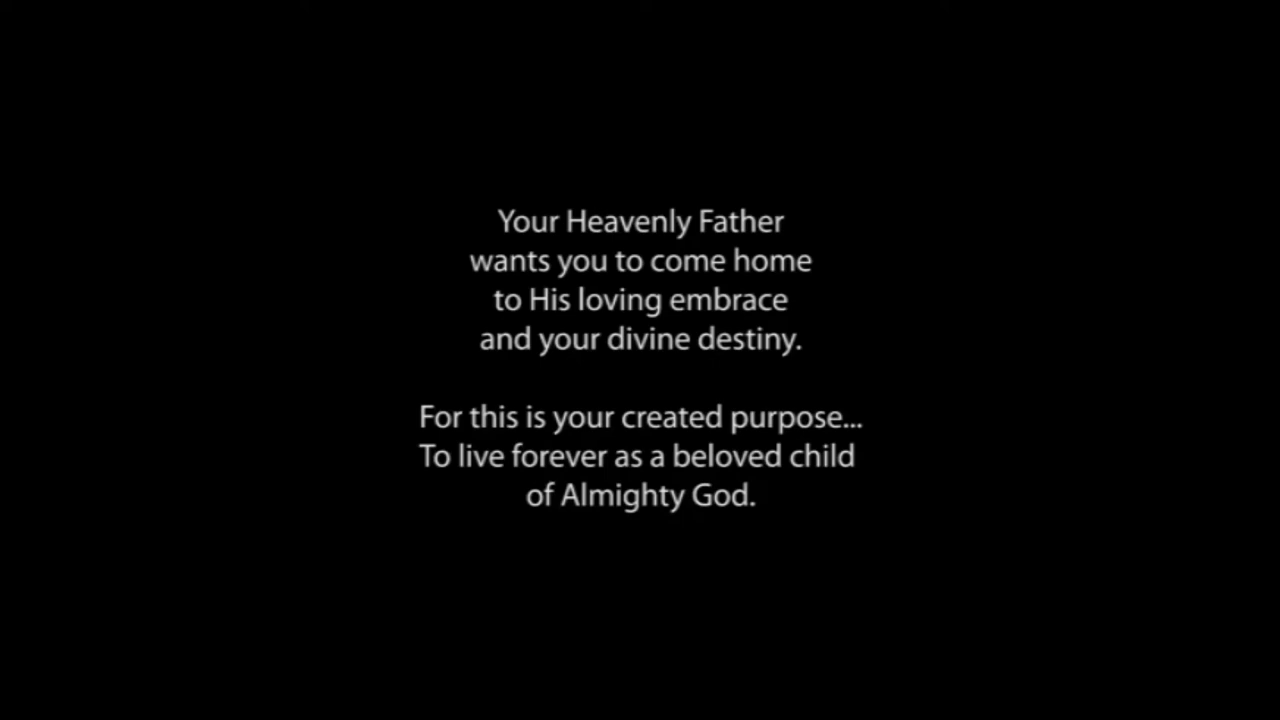 Your Heavenly Father
wants you to come home
to His loving embrace
and your divine destiny.
For this is your created purpose...
To live forever as a beloved child
of Almighty God.